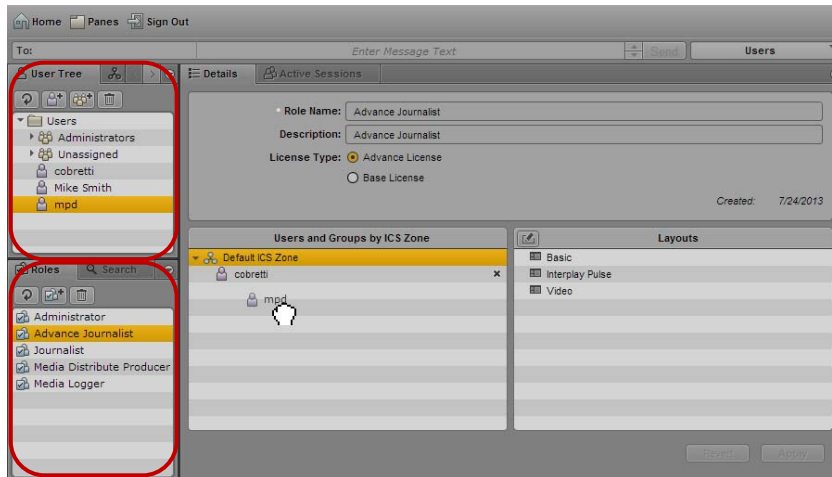 Home Panes Sign Out
To: Enter Message Text Send Users
User Tree Details Active Sessions
Users
Administrators
Unassigned
cobretti
Mike Smith
mpd
Role Name: Advance Journalist
Description: Advance Journalist
License Type: Advance License
Base License
Created: 7/24/2013
Roles Search
Administrator
Advance Journalist
Journalist
Media Distribute Producer
Media Logger
Users and Groups by ICS Zone
Default ICS Zone
cobretti
mpd
Layouts
Basic
Interplay Pulse
Video
Revert Apply